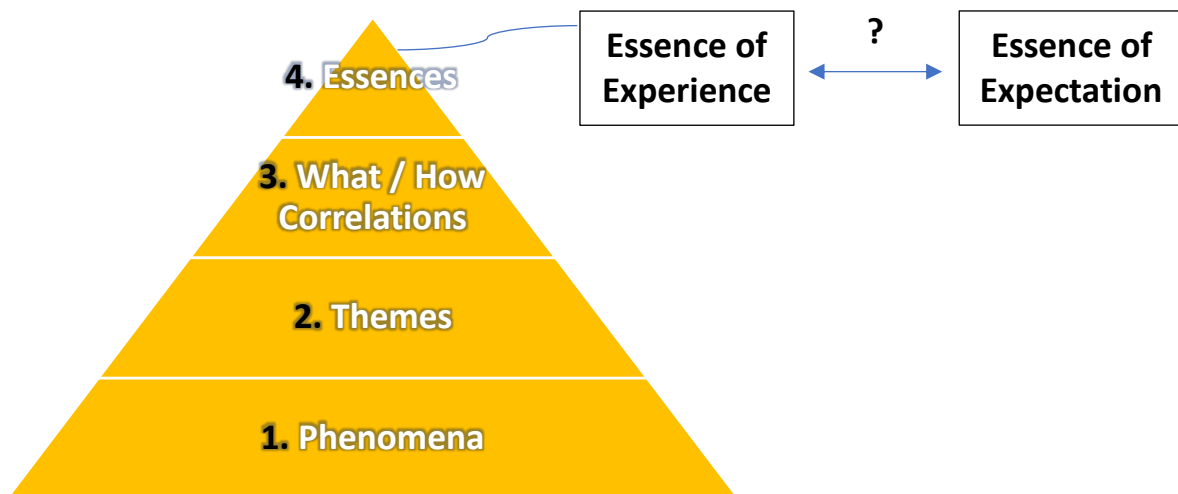 4. Essences
3. What / How
Correlations
2. Themes
1. Phenomena
Essence of
Experience
?
Essence of
Expectation